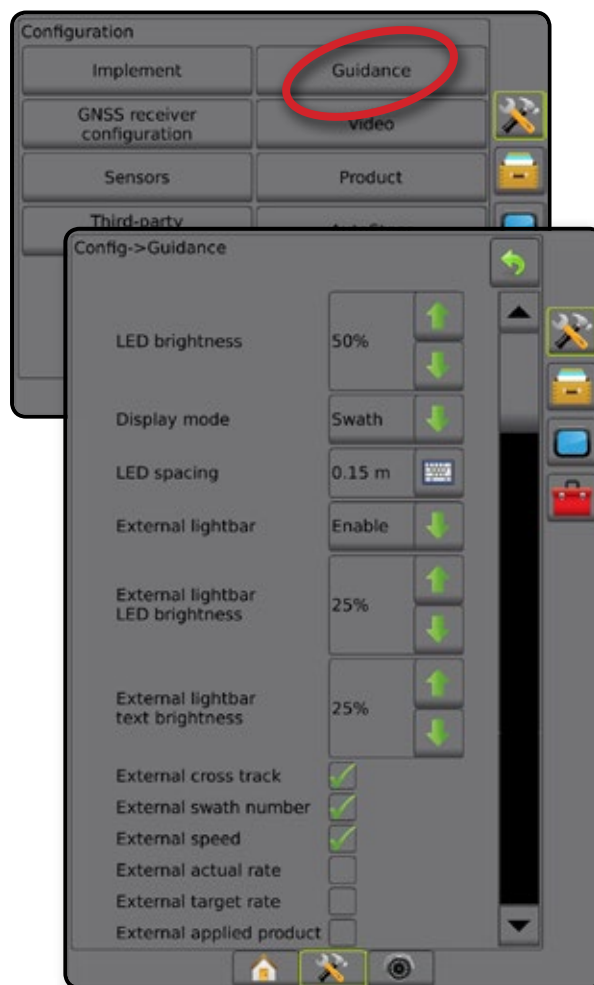 Configuration
Implement
Guidance
GNSS receiver
configuration
Video
Sensors
Product
Third-party
Config->Guidance
LED brightness
50%
Display mode
Swath
LED spacing
0.15 m
External lightbar
Enable
External lightbar
LED brightness
25%
External lightbar
text brightness
25%
External cross track
External swath number
External speed
External actual rate
External target rate
External applied product